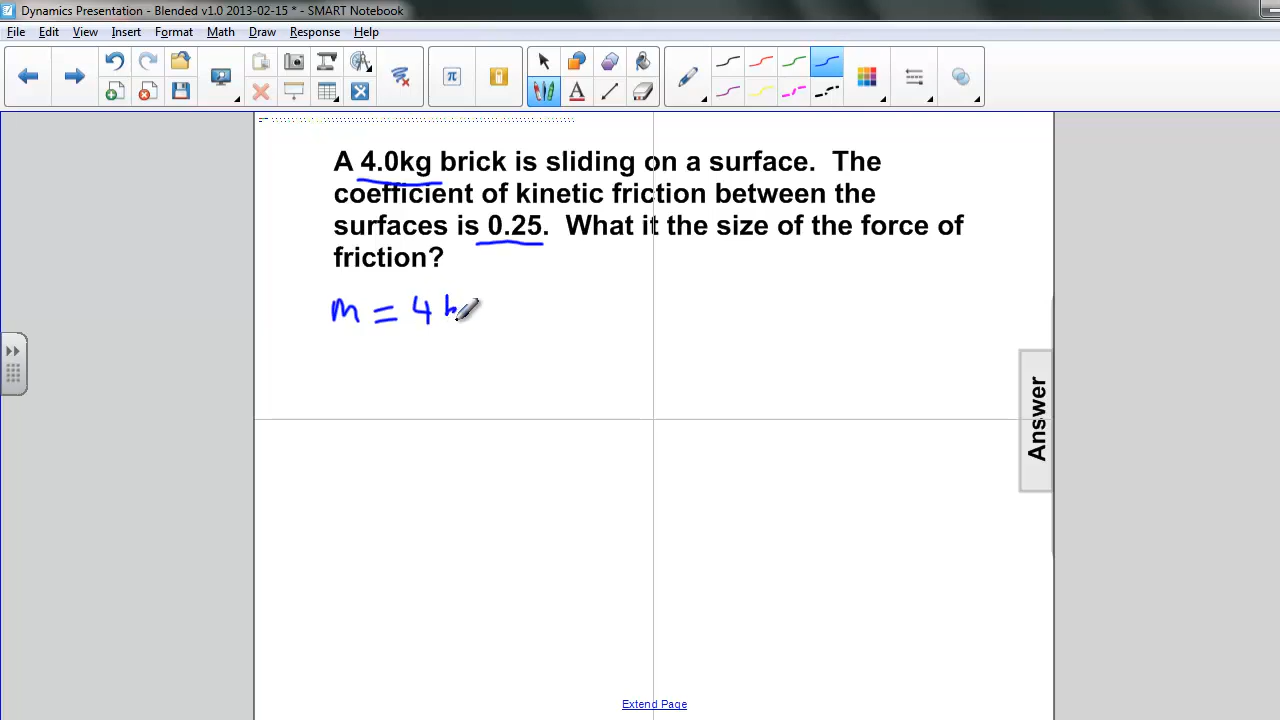 Dynamics Presentation - Blended v1.0 2013-02-15 * - SMART Notebook
File Edit View Insert Format Math Draw Response Help
π
A 4.0kg brick is sliding on a surface. The
coefficient of kinetic friction between the
surfaces is 0.25. What it the size of the force of
friction?
m = 4 k
Answer
Extend Page